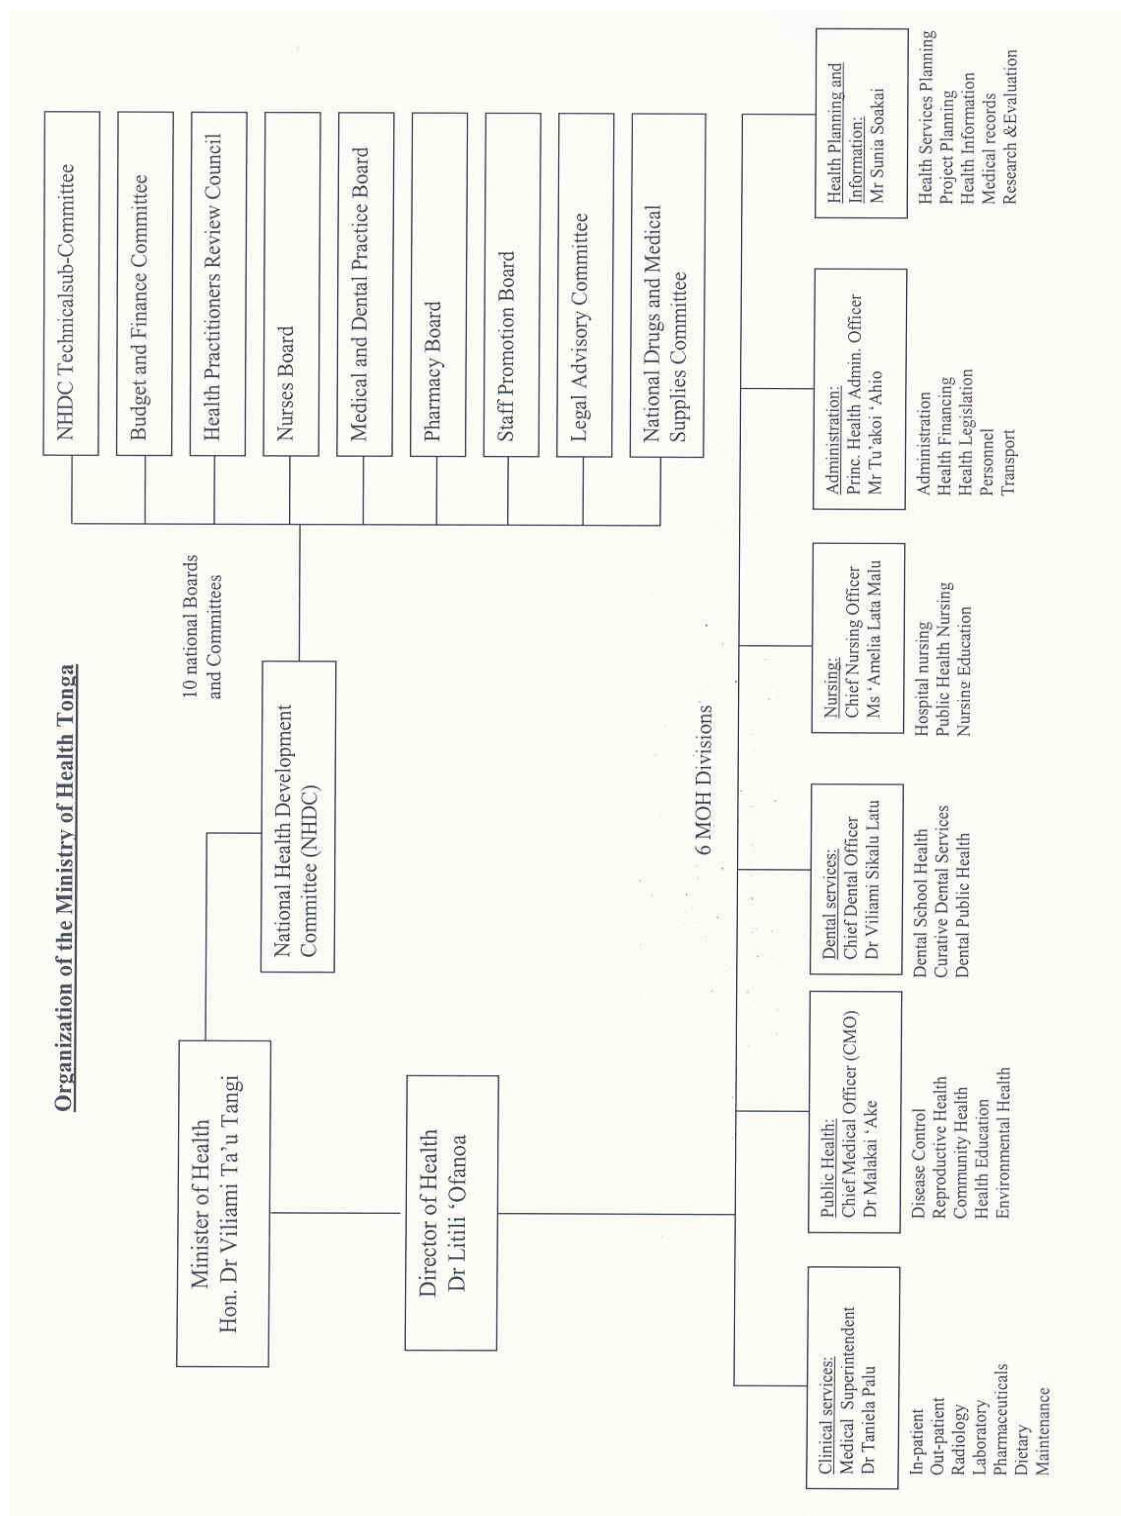 Organization of the Ministry of Health Tonga
Minister of Health
Hon. Dr Viliami Ta'u Tangi
Director of Health
Dr Litili ‘Ofanoa
National Health Development
Committee (NHDC)
10 national Boards
and Committees
NHDC Technicalsub-Committee
Budget and Finance Committee
Health Practitioners Review Council
Nurses Board
Medical and Dental Practice Board
Pharmacy Board
Staff Promotion Board
Legal Advisory Committee
National Drugs and Medical
Supplies Committee
6 MOH Divisions
Clinical services:
Medical Superintendent
Dr Taniela Palu
In-patient
Out-patient
Radiology
Laboratory
Pharmaceuticals
Dietary
Maintenance
Public Health:
Chief Medical Officer (CMO)
Dr Malakai ‘Ake
Disease Control
Reproductive Health
Community Health
Health Education
Environmental Health
Dental services:
Chief Dental Officer
Dr Viliami Sikalu Latu
Dental School Health
Curative Dental Services
Dental Public Health
Nursing:
Chief Nursing Officer
Ms ‘Amelia Lata Malu
Hospital nursing
Public Health Nursing
Nursing Education
Administration:
Princ. Health Admin. Officer
Mr Tu’akoi ‘Ahio
Administration
Health Financing
Health Legislation
Personnel
Transport
Health Planning and
Information:
Mr Sunia Soakai
Health Services Planning
Project Planning
Health Information
Medical records
Research &Evaluation